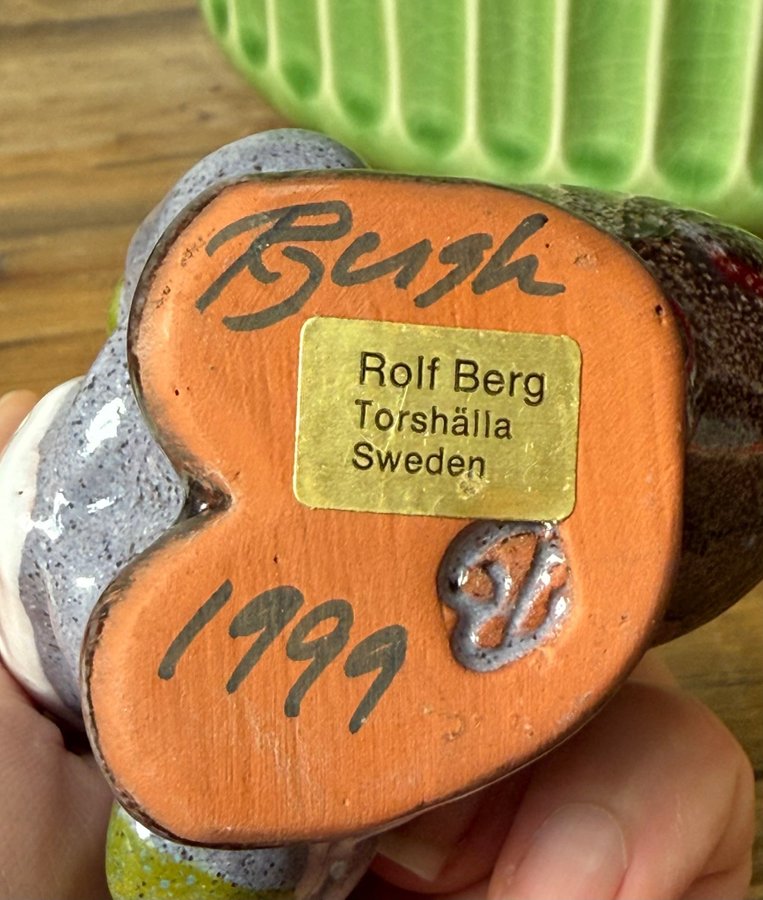 Bush
Rolf Berg
Torshälla
Sweden
1999